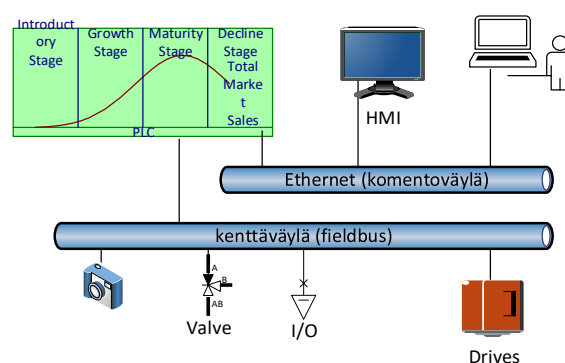 Introduct
ory
Stage
Growth
Stage
Maturity
Stage
Decline
Stage
Total
Marke
t
Sales
PLC
HMI
Ethernet (komentoväylä)
kenttäväylä (fieldbus)
A
B
AB
Valve
I/O
Drives